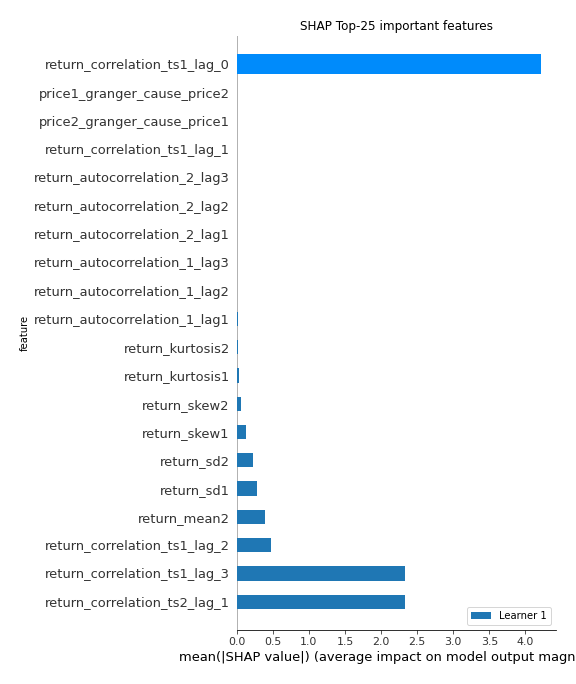 SHAP Top-25 important features
return_correlation_ts1_lag_0
price1_granger_cause_price2
price2_granger_cause_price1
return_correlation_ts1_lag_1
return_autocorrelation_2_lag3
return_autocorrelation_2_lag2
return_autocorrelation_2_lag1
return_autocorrelation_1_lag3
return_autocorrelation_1_lag2
return_autocorrelation_1_lag1
return_kurtosis2
return_kurtosis1
return_skew2
return_skew1
return_sd2
return_sd1
return_mean2
return_correlation_ts1_lag_2
return_correlation_ts1_lag_3
return_correlation_ts2_lag_1
feature
Learner 1
0.0 0.5 1.0 1.5 2.0 2.5 3.0 3.5 4.0
mean(|SHAP value|) (average impact on model output magn